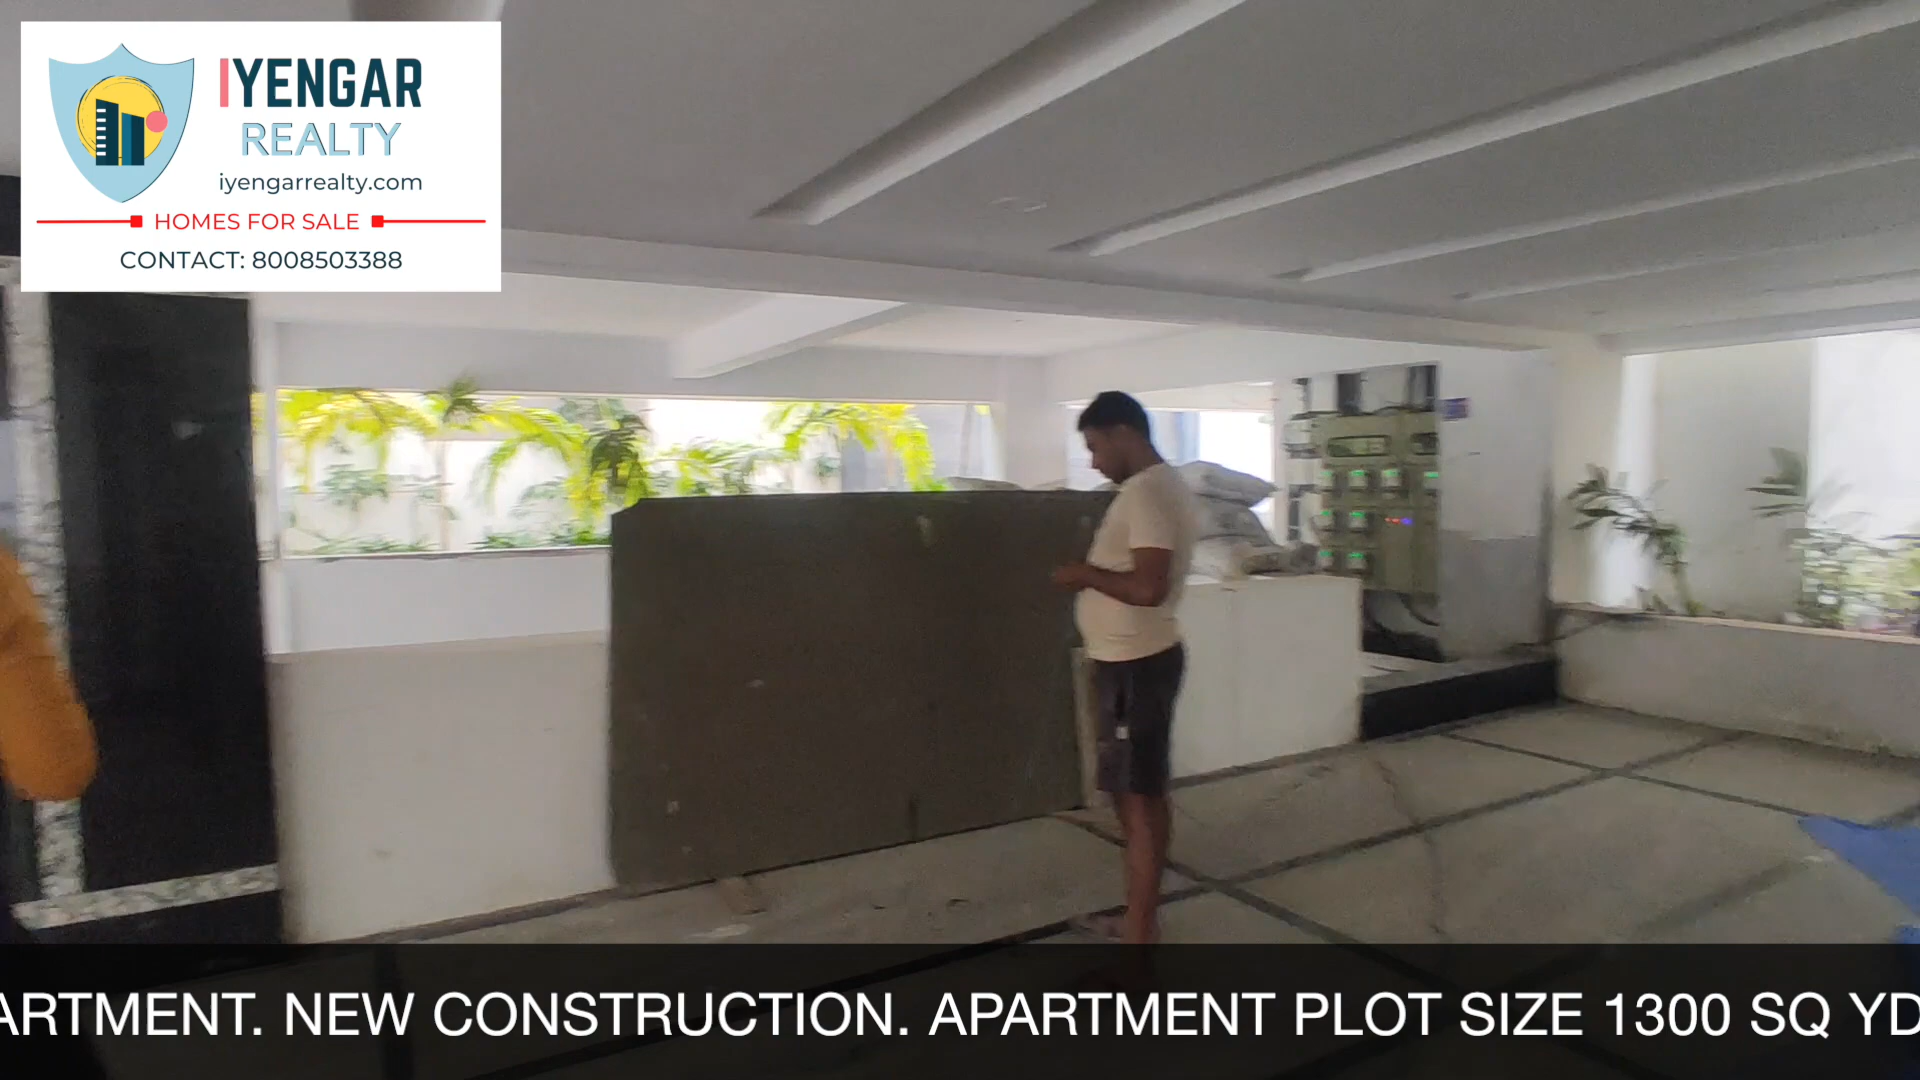 IYENGAR
REALTY
iyengarrealty.com
HOMES FOR SALE
CONTACT: 8008503388
ARTMENT. NEW CONSTRUCTION. APARTMENT PLOT SIZE 1300 SQ YD